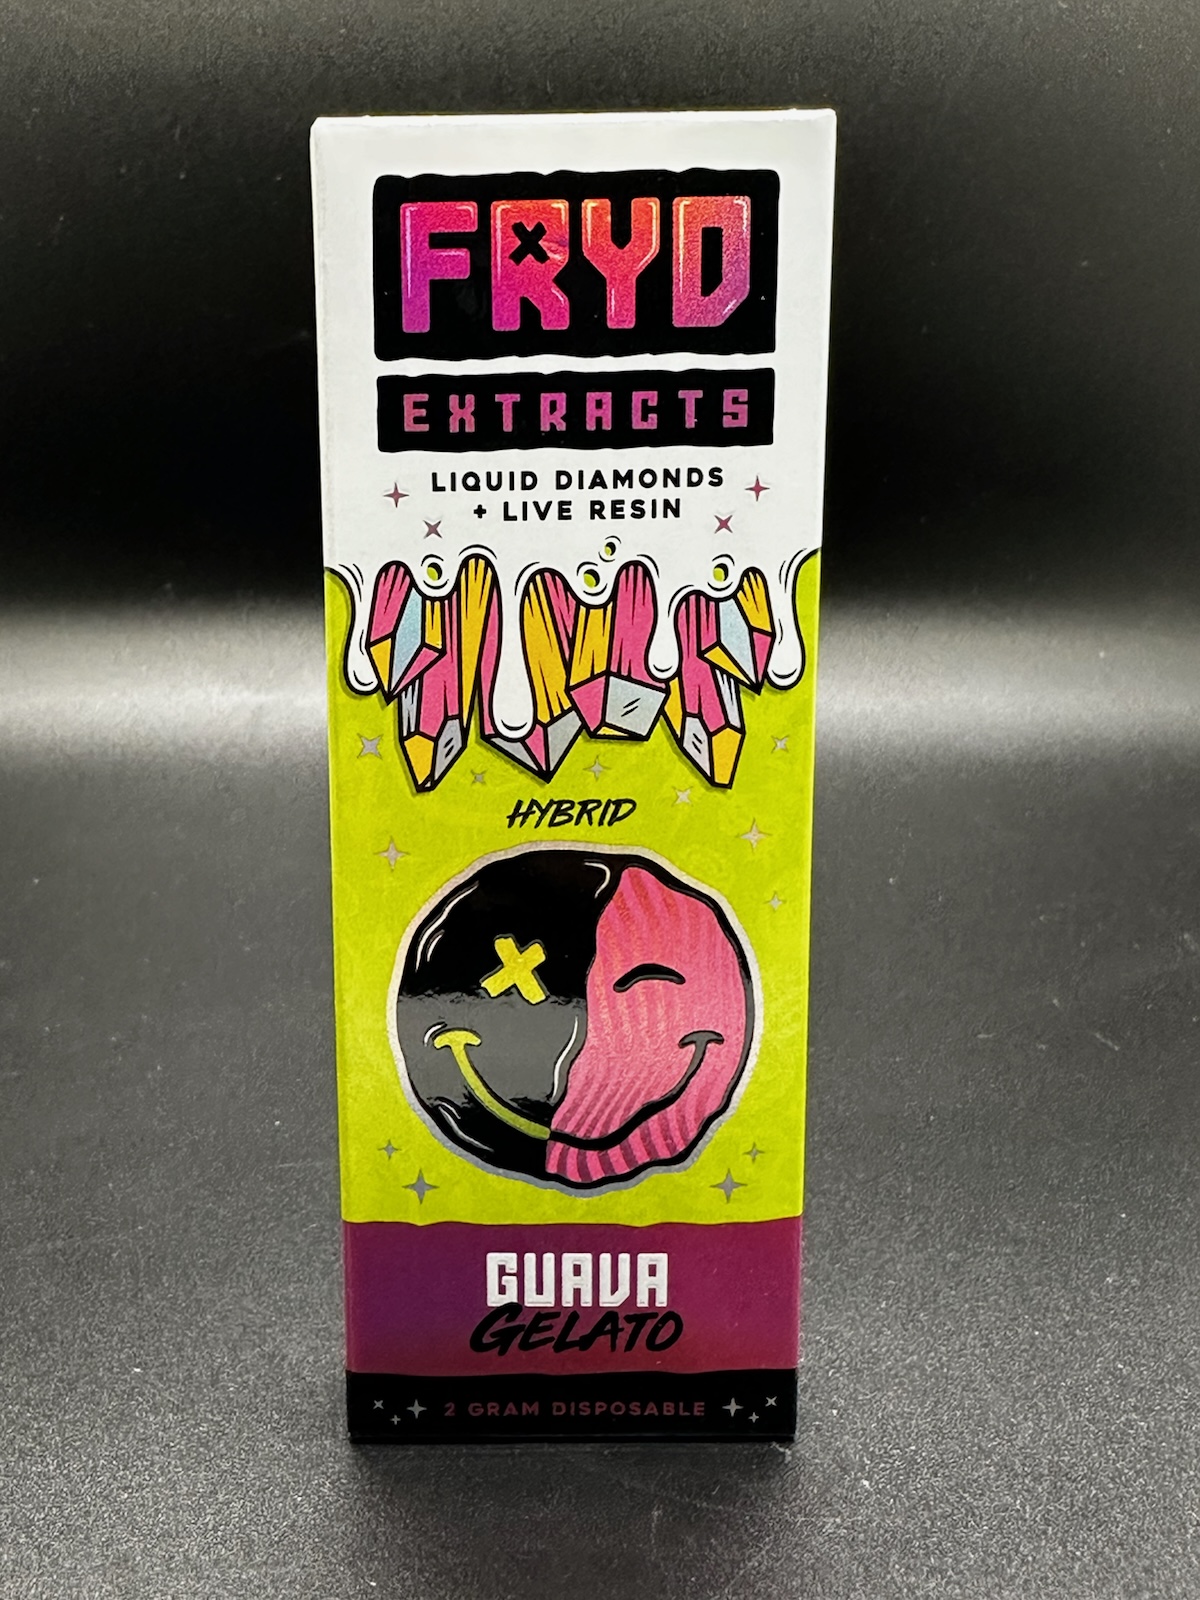 FRYD
EXTRACTS
LIQUID DIAMONDS
+ LIVE RESIN
HYBRID
GUAVA
GELATO
2 GRAM DISPOSABLE